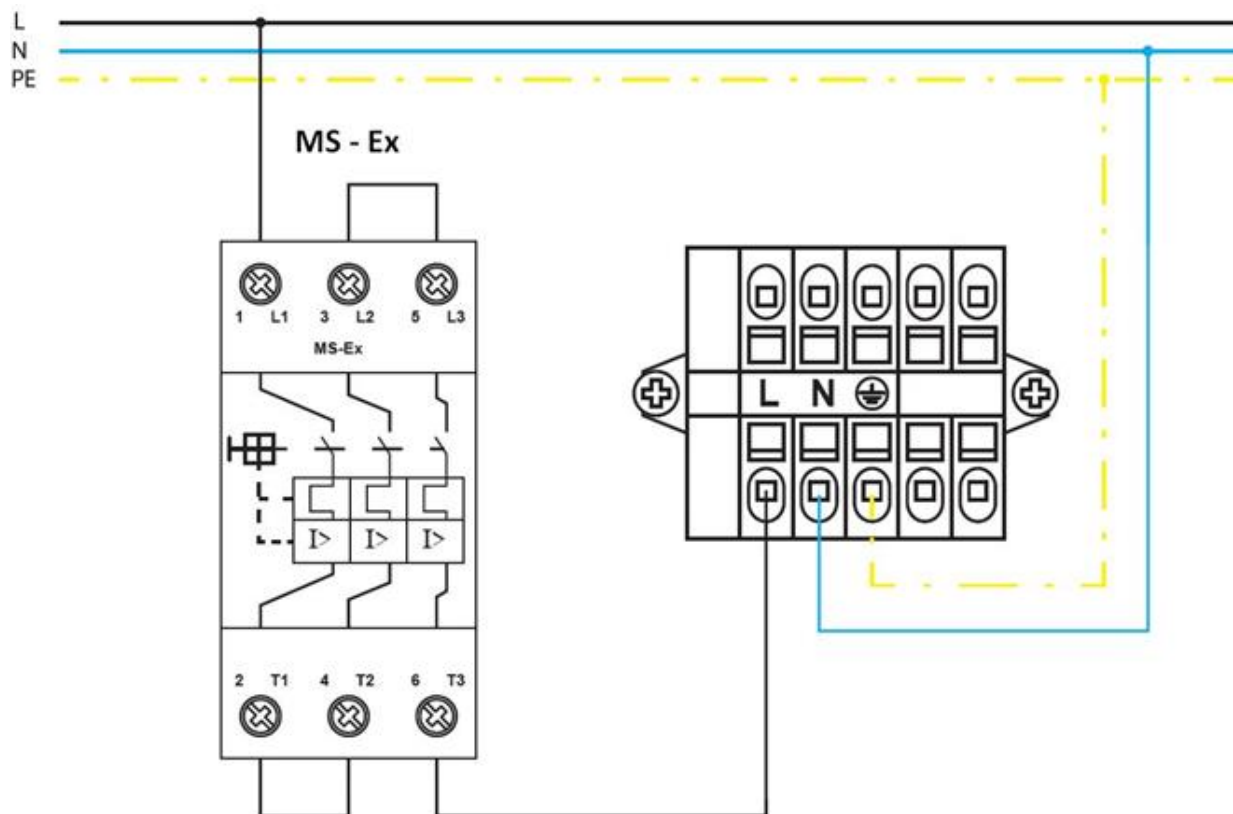 L
N
PE
MS - Ex
1 L1 3 L2 5 L3
MS-Ex
L N
I> I> I>
2 T1 4 T2 6 T3